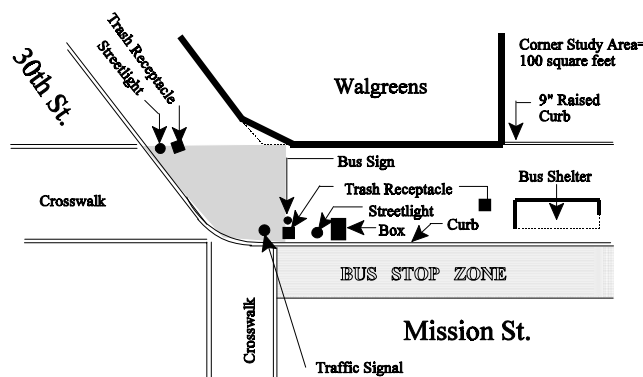 Trash Receptacle
Streetlight
30th St.
Walgreens
Corner Study Area=
100 square feet
9" Raised
Curb
Bus Sign
Trash Receptacle
Streetlight
Box
Curb
Bus Shelter
Crosswalk
BUS STOP ZONE
Crosswalk
Mission St.
Traffic Signal